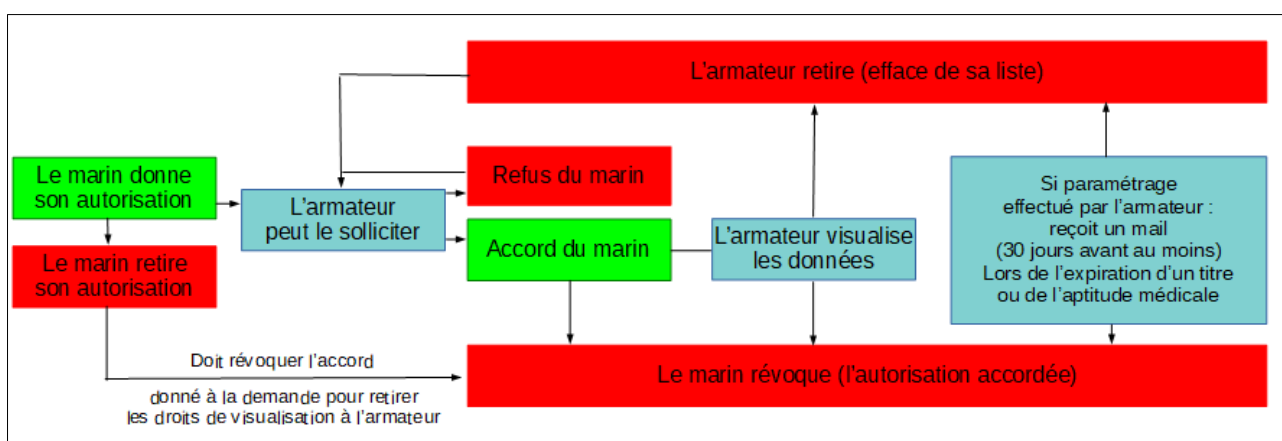 L'armateur retire (efface de sa liste)
Le marin donne
son autorisation
L'armateur
peut le solliciter
Refus du marin
Accord du marin
L'armateur visualise
les données
Si paramétrage
effectué par l'armateur :
reçoit un mail
(30 jours avant au moins)
Lors de l'expiration d'un titre
ou de l'aptitude médicale
Le marin retire
son autorisation
Doit révoquer l'accord
donné à la demande pour retirer
les droits de visualisation à l'armateur
Le marin révoque (l'autorisation accordée)